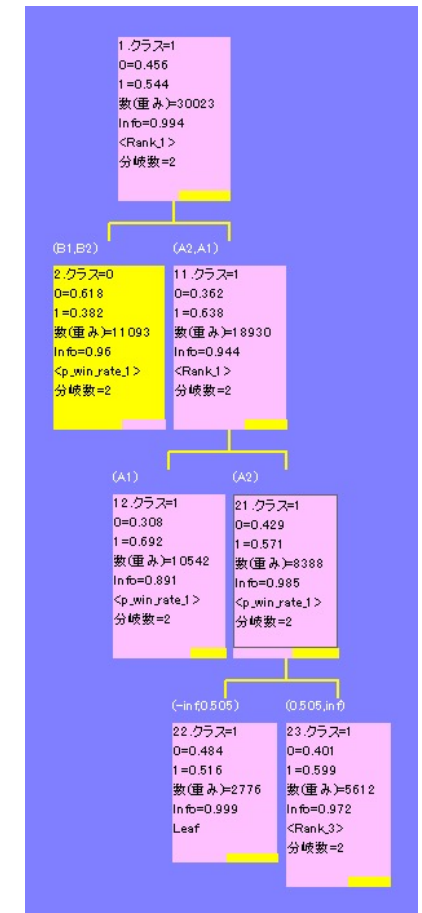 1.クラス=1
0=0.456
1=0.544
数(重み)=30023
Info=0.994
<Rank_1>
分岐数=2
(B1,B2)
(A2,A1)
2.クラス=0
0=0.618
1=0.382
数(重み)=11093
Info=0.96
<p_win_rate_1>
分岐数=2
11.クラス=1
0=0.362
1=0.638
数(重み)=18930
Info=0.944
<Rank_1>
分岐数=2
(A1)
(A2)
12.クラス=1
0=0.308
1=0.692
数(重み)=10542
Info=0.891
<p_win_rate_1>
分岐数=2
21.クラス=1
0=0.429
1=0.571
数(重み)=8388
Info=0.985
<p_win_rate_1>
分岐数=2
(-inf,0.505)
(0.505,inf)
22.クラス=1
0=0.484
1=0.516
数(重み)=2776
Info=0.999
Leaf
23.クラス=1
0=0.401
1=0.599
数(重み)=5612
Info=0.972
<Rank_3>
分岐数=2